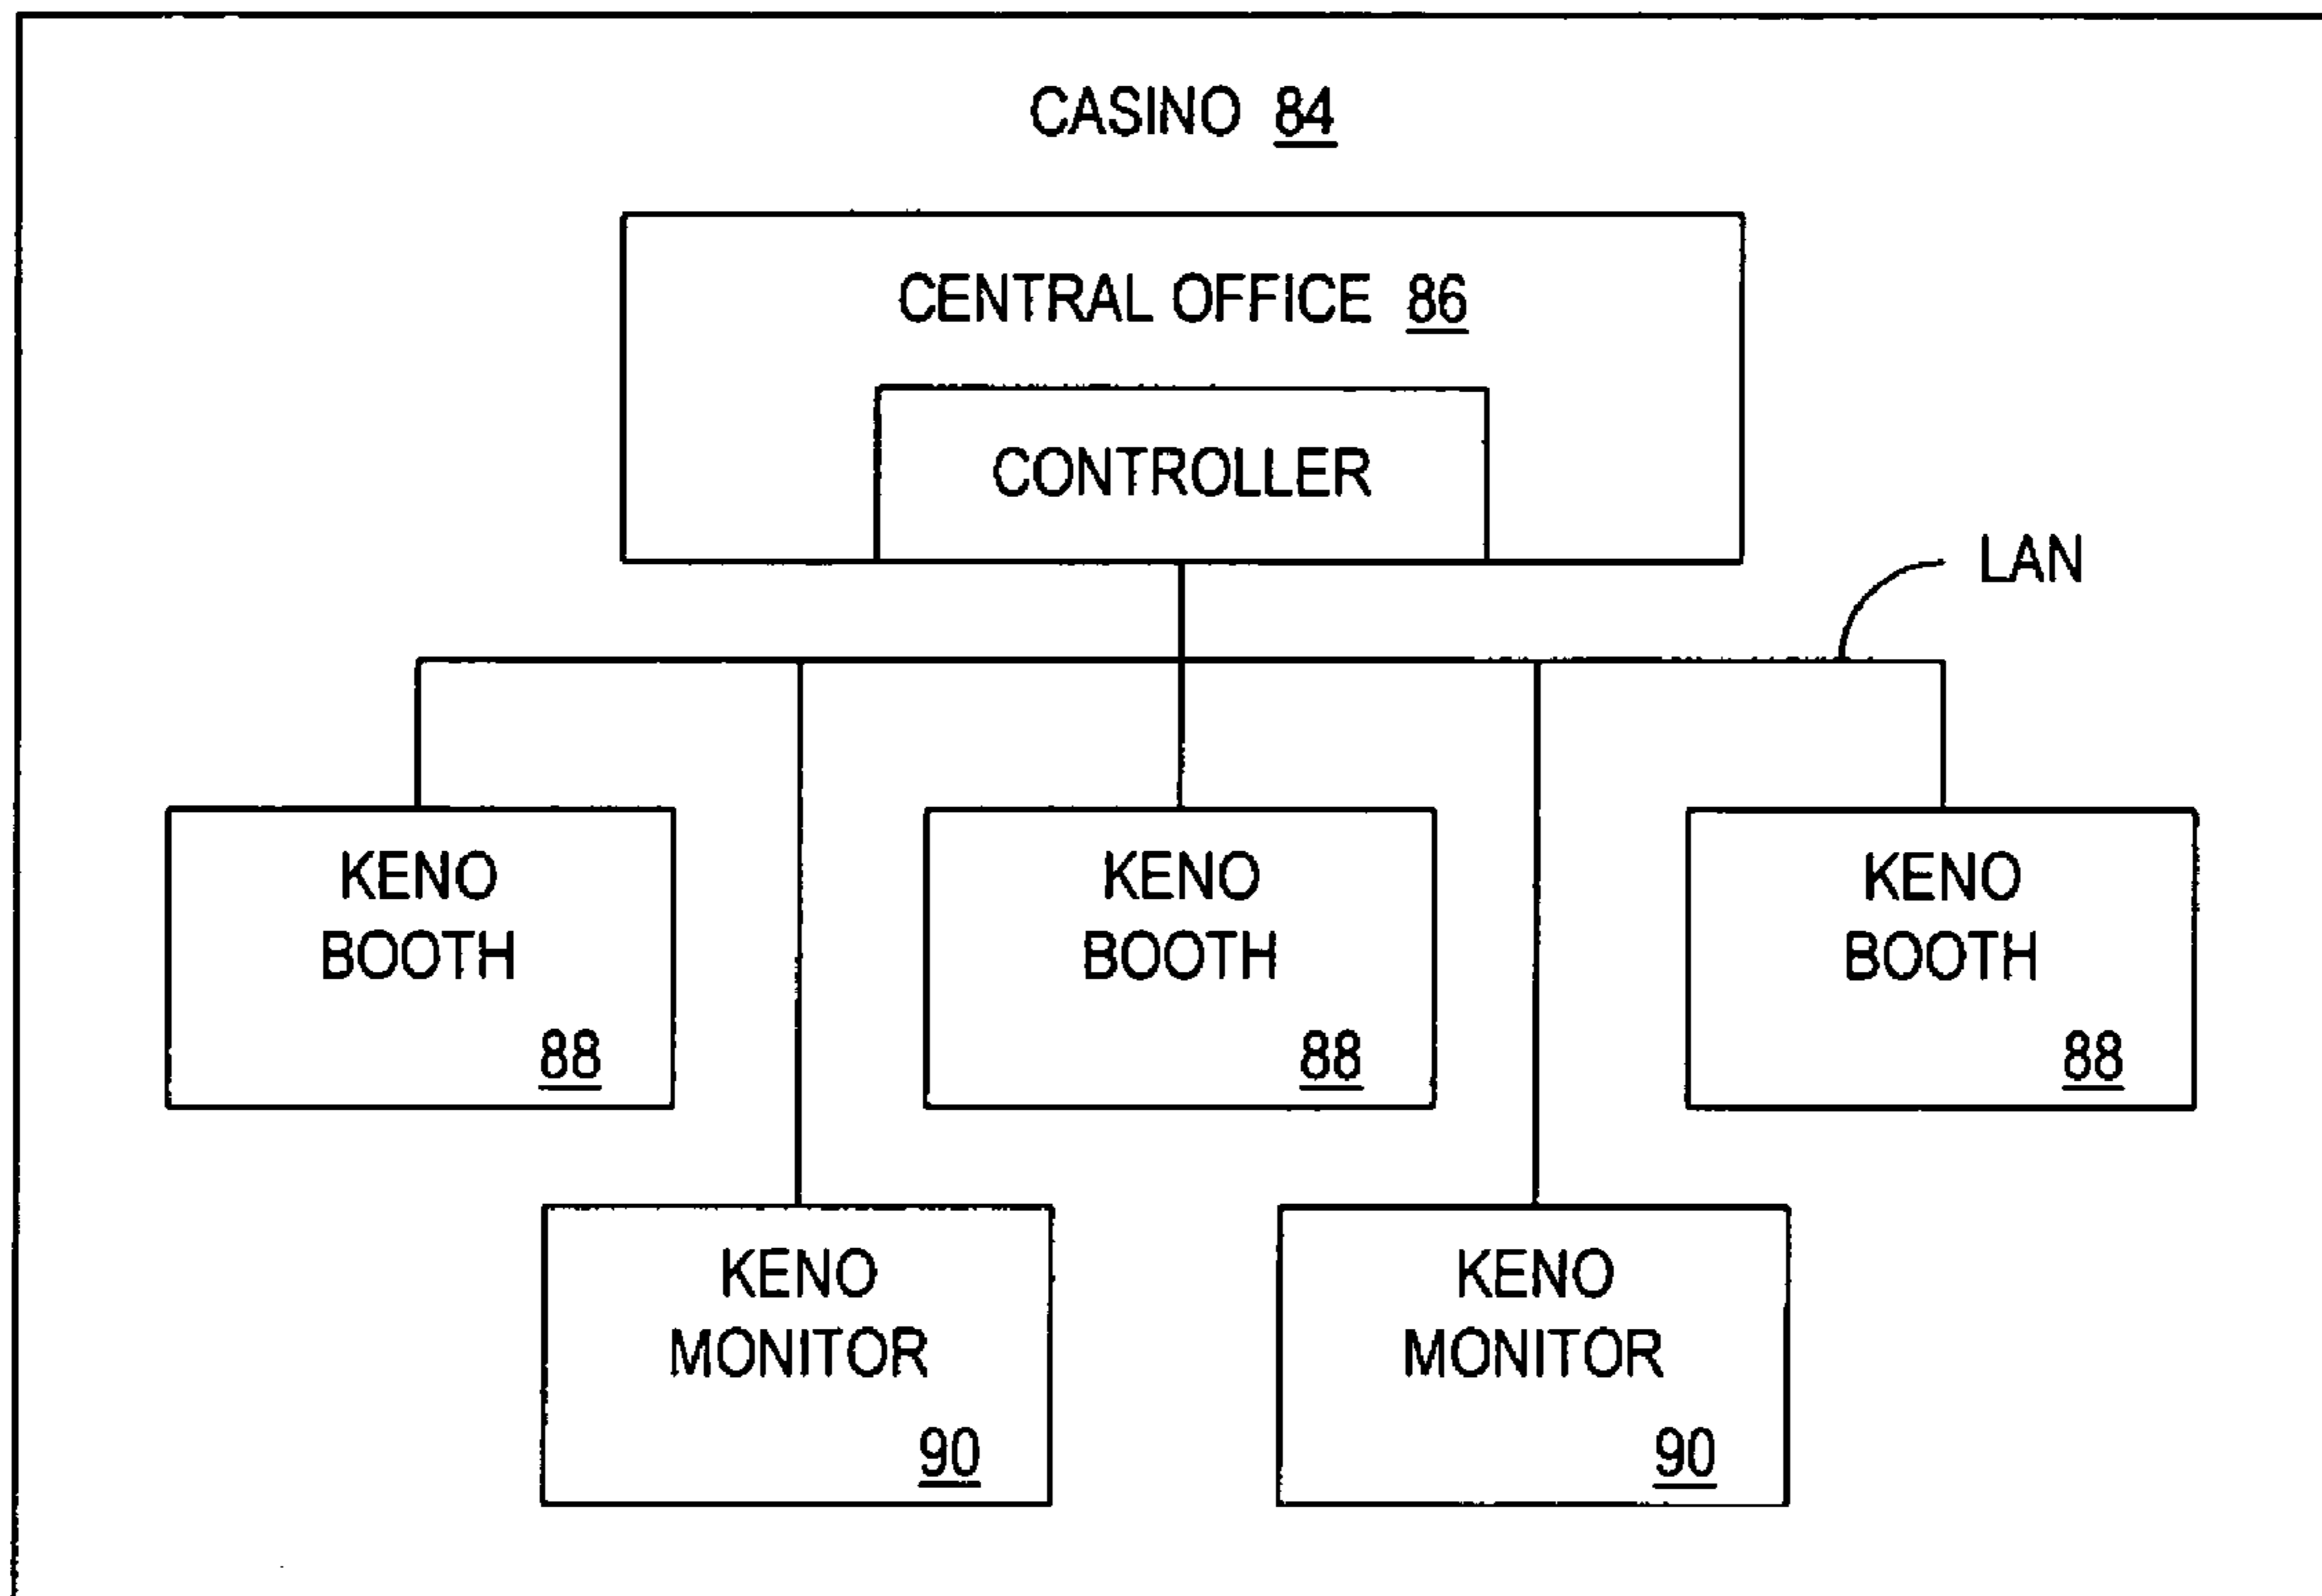 CASINO 84
CENTRAL OFFICE 86
CONTROLLER
LAN
KENO
BOOTH
88
KENO
BOOTH
88
KENO
BOOTH
88
KENO
MONITOR
90
KENO
MONITOR
90